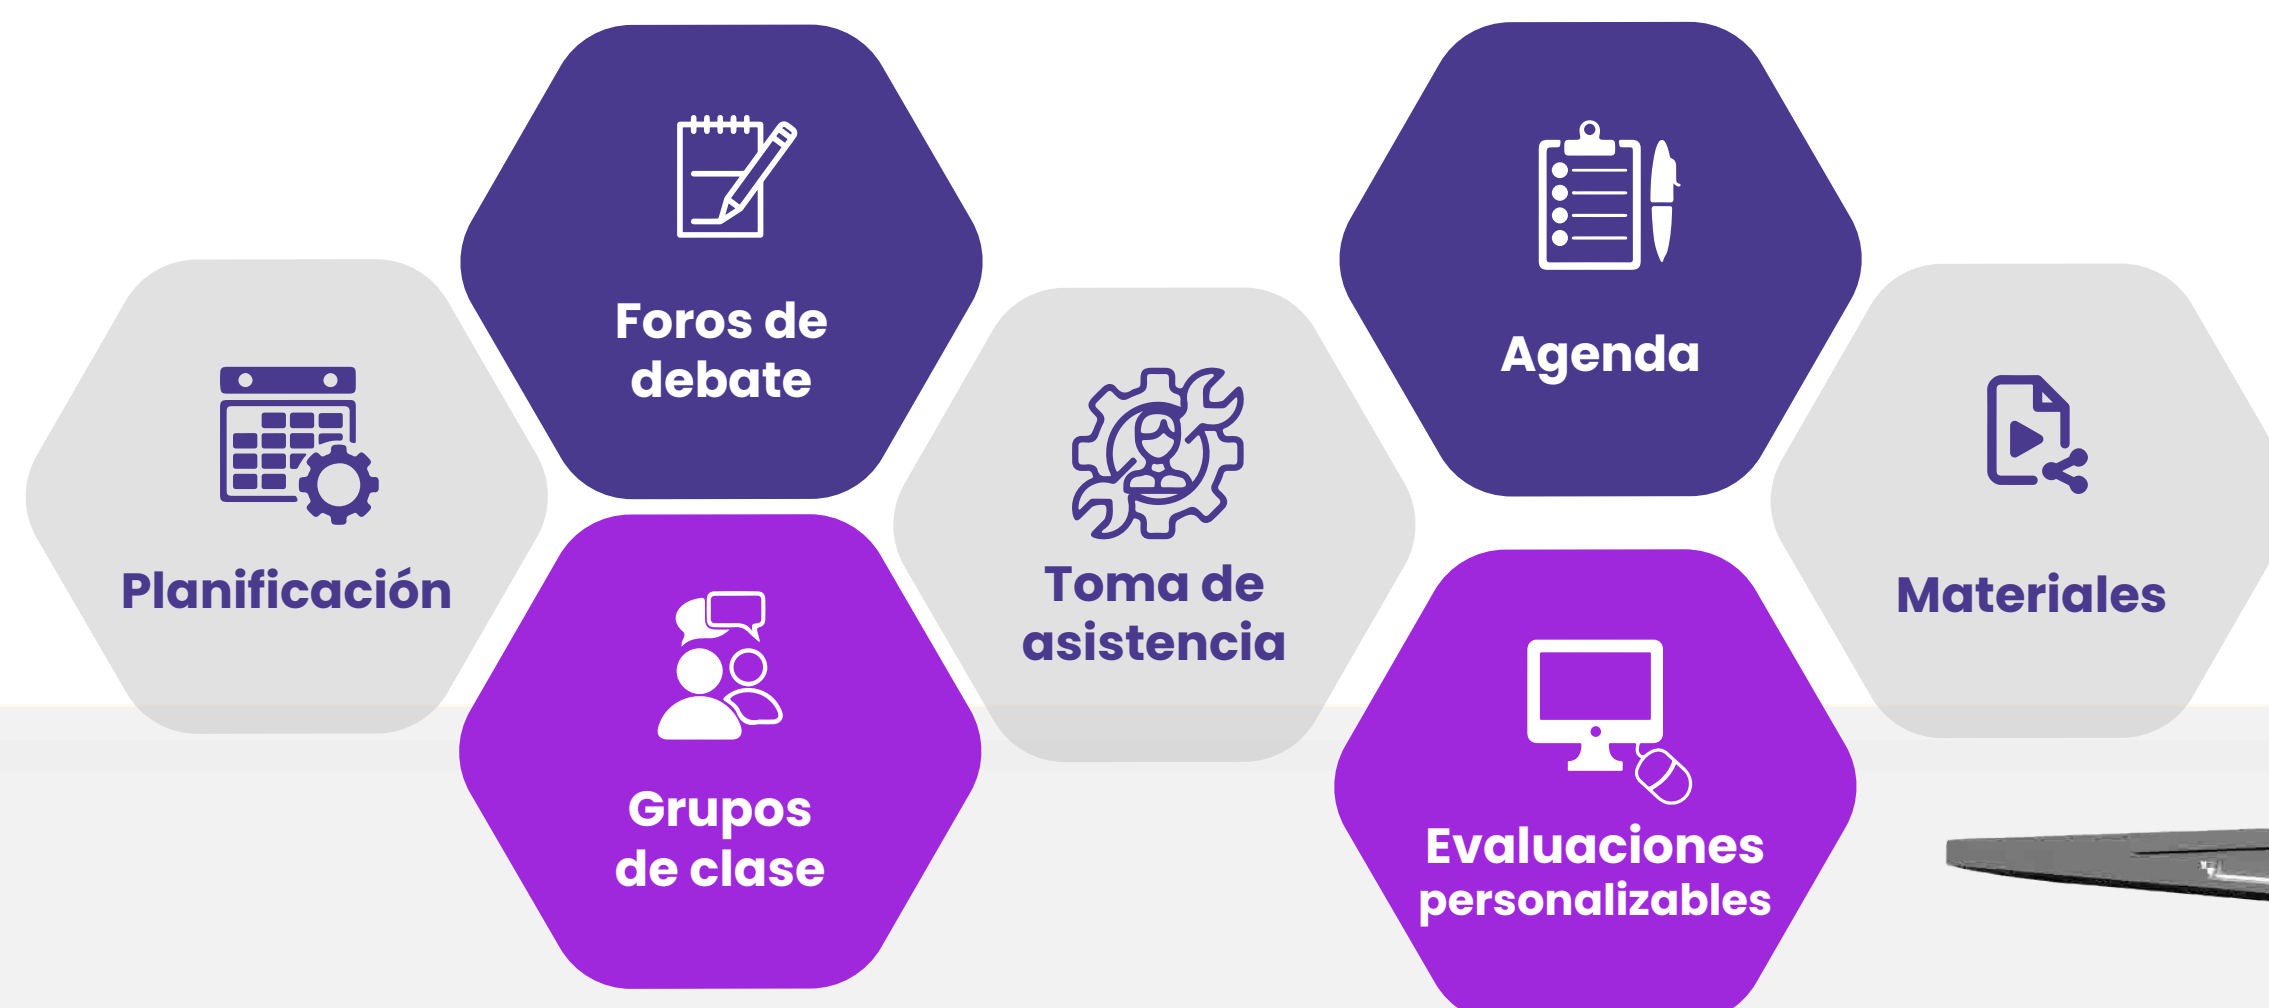 Foros de
debate
Agenda
Planificación
Toma de
asistencia
Materiales
Grupos
de clase
Evaluaciones
personalizables